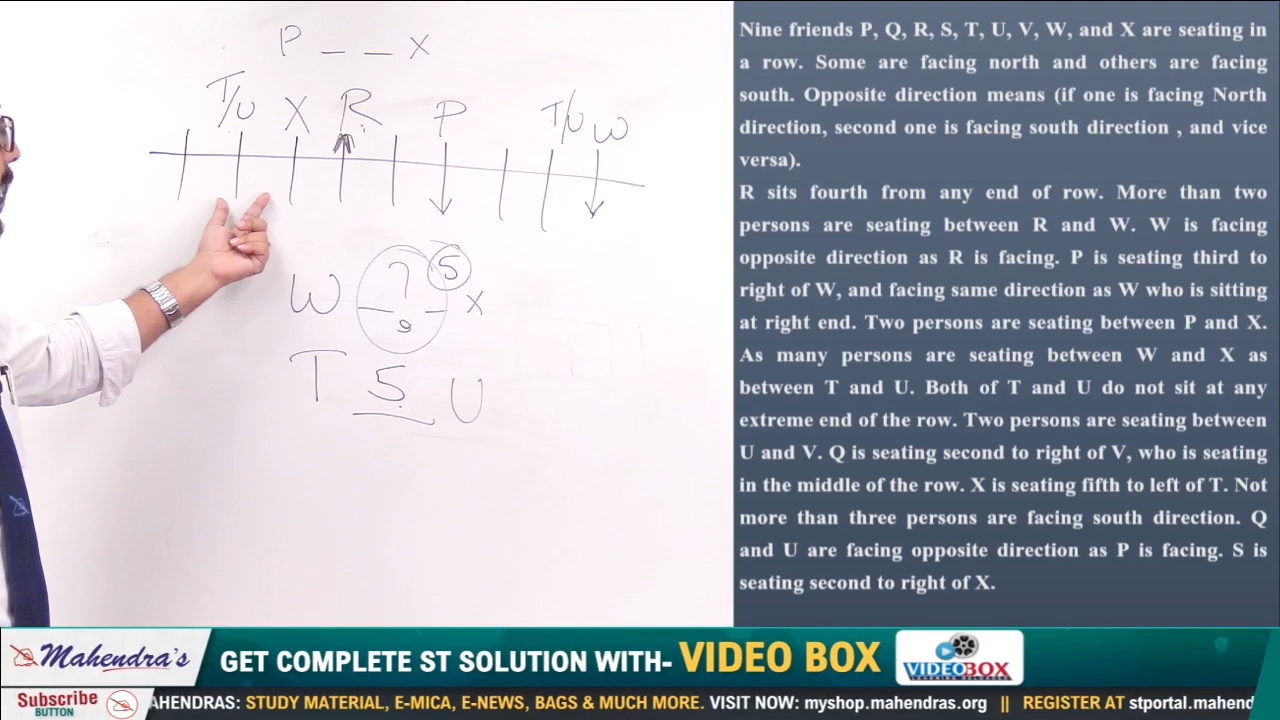 P _ _ X
T/U X R P T/U W
W 7 5 X
9
T 5 U
Nine friends P, Q, R, S, T, U, V, W, and X are seating in
a row. Some are facing north and others are facing
south. Opposite direction means (if one is facing North
direction, second one is facing south direction , and vice
versa).
R sits fourth from any end of row. More than two
persons are seating between R and W. W is facing
opposite direction as R is facing. P is seating third to
right of W, and facing same direction as W who is sitting
at right end. Two persons are seating between P and X.
As many persons are seating between W and X as
between T and U. Both of T and U do not sit at any
extreme end of the row. Two persons are seating between
U and V. Q is seating second to right of V, who is seating
in the middle of the row. X is seating fifth to left of T. Not
more than three persons are facing south direction. Q
and U are facing opposite direction as P is facing. S is
seating second to right of X.
Mahendra's GET COMPLETE ST SOLUTION WITH- VIDEO BOX VIDEOBOX
LEARNING RELOADED
Subscribe
BUTTON
AHENDRAS: STUDY MATERIAL, E-MICA, E-NEWS, BAGS & MUCH MORE. VISIT NOW: myshop.mahendras.org || REGISTER AT stportal.mahend